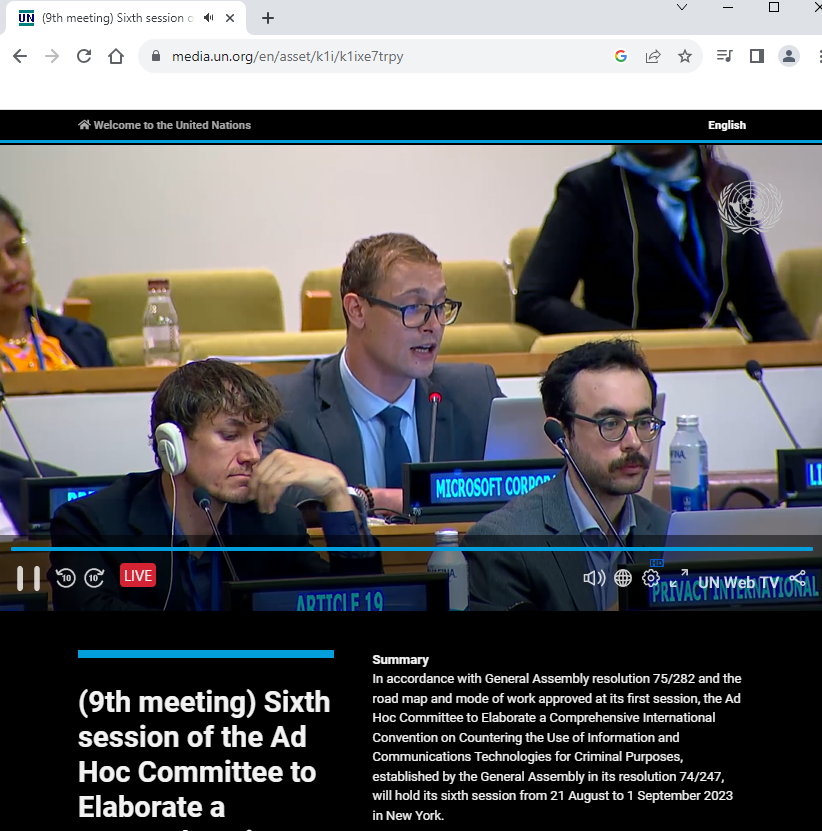 UN
(9th meeting) Sixth session o
media.un.org/en/asset/k1i/k1ixe7trpy
G
Welcome to the United Nations
English
MICROSOFT CORPOR
LI
10
10
LIVE
HD
UN Web TV
ARTICLE 19
PRIVACY INTERNATIONAL
(9th meeting) Sixth
session of the Ad
Hoc Committee to
Elaborate a
Summary
In accordance with General Assembly resolution 75/282 and the
road map and mode of work approved at its first session, the Ad
Hoc Committee to Elaborate a Comprehensive International
Convention on Countering the Use of Information and
Communications Technologies for Criminal Purposes,
established by the General Assembly in its resolution 74/247,
will hold its sixth session from 21 August to 1 September 2023
in New York.